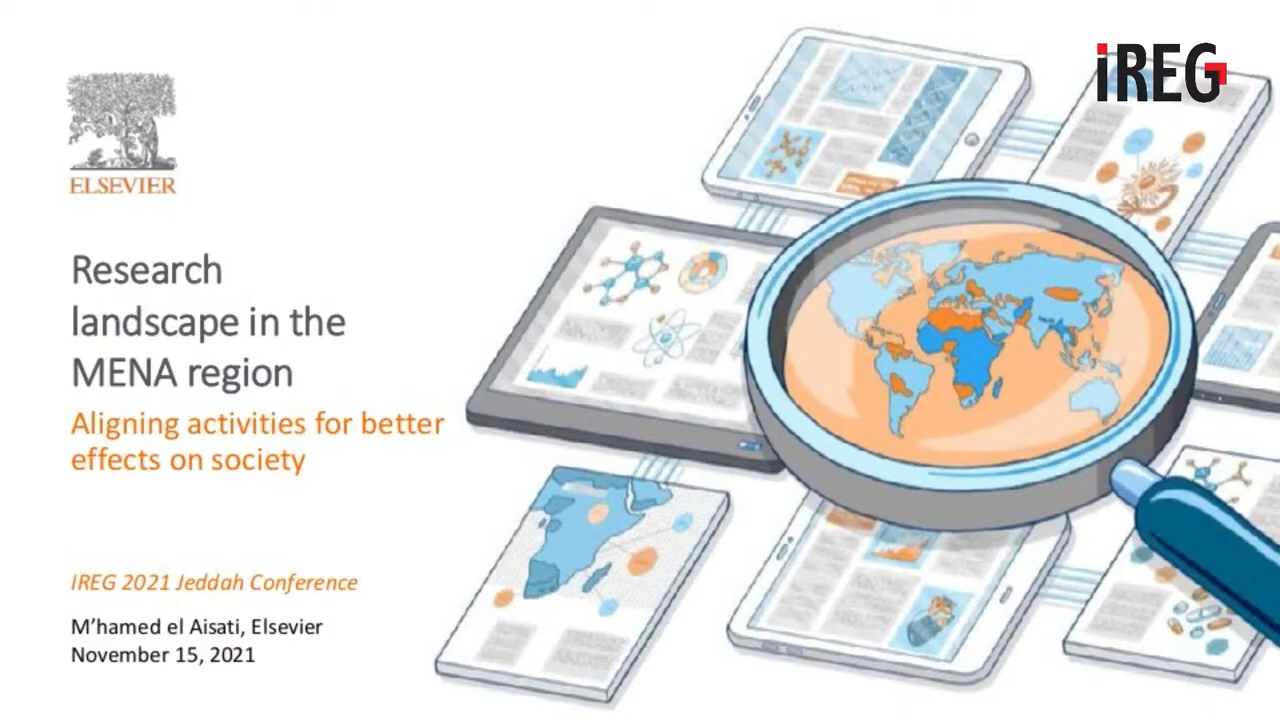 iREG
ELSEVIER
Research
landscape in the
MENA region
Aligning activities for better
effects on society
IREG 2021 Jeddah Conference
M’hamed el Aisati, Elsevier
November 15, 2021